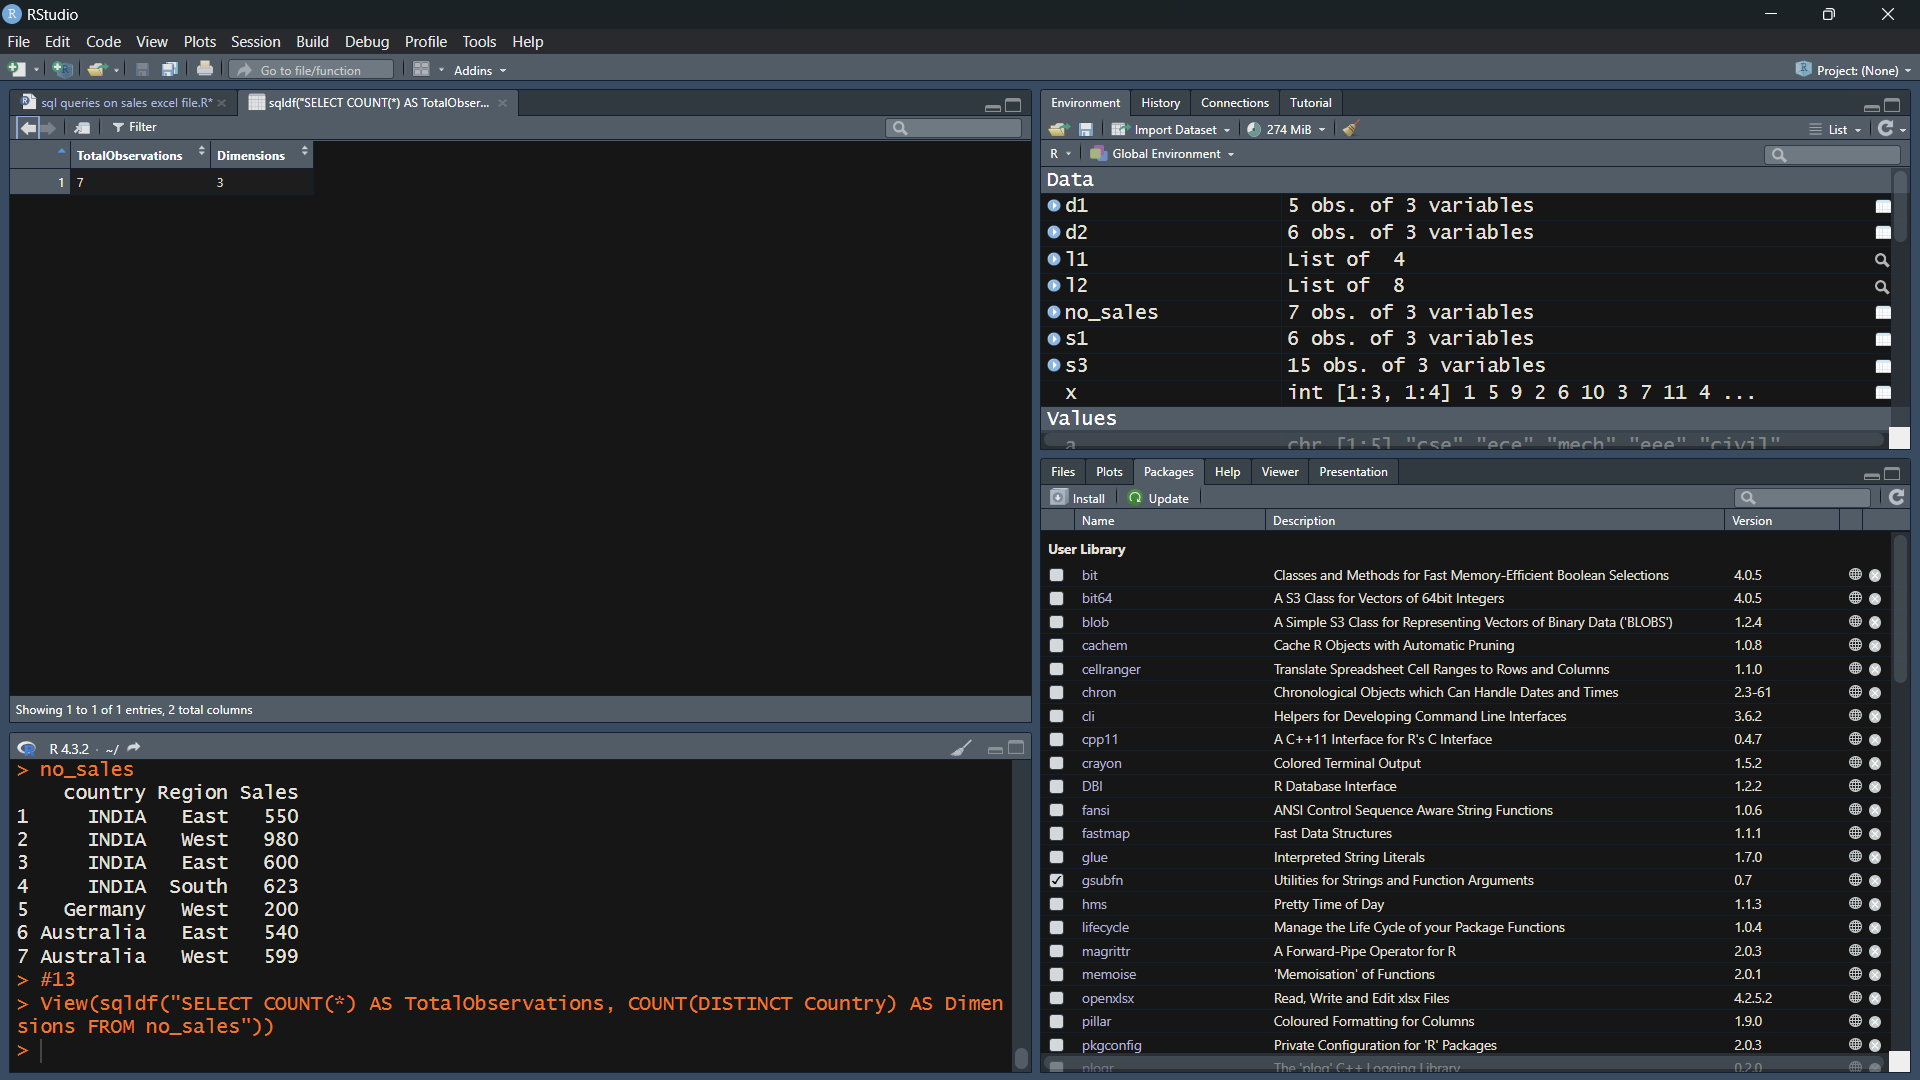 RStudio
File Edit Code View Plots Session Build Debug Profile Tools Help
Go to file/function Addins Project: (None)
sql queries on sales excel file.R* sqldf("SELECT COUNT(*) AS TotalObser...
Filter
TotalObservations Dimensions
1 7 3
Showing 1 to 1 of 1 entries, 2 total columns
R 4.3.2 · ~/
> no_sales
country Region Sales
1 INDIA East 550
2 INDIA West 980
3 INDIA East 600
4 INDIA South 623
5 Germany West 200
6 Australia East 540
7 Australia West 599
> #13
> View(sqldf("SELECT COUNT(*) AS TotalObservations, COUNT(DISTINCT Country) AS Dimen
sions FROM no_sales"))
>
Environment History Connections Tutorial
Import Dataset 274 MiB List
R Global Environment
Data
d1 5 obs. of 3 variables
d2 6 obs. of 3 variables
l1 List of 4
l2 List of 8
no_sales 7 obs. of 3 variables
s1 6 obs. of 3 variables
s3 15 obs. of 3 variables
x int [1:3, 1:4] 1 5 9 2 6 10 3 7 11 4 ...
Values
a chr [1:5] "cse" "ece" "mech" "eee" "civil"
Files Plots Packages Help Viewer Presentation
Install Update
Name Description Version
User Library
bit Classes and Methods for Fast Memory-Efficient Boolean Selections 4.0.5
bit64 A S3 Class for Vectors of 64bit Integers 4.0.5
blob A Simple S3 Class for Representing Vectors of Binary Data ('BLOBS') 1.2.4
cachem Cache R Objects with Automatic Pruning 1.0.8
cellranger Translate Spreadsheet Cell Ranges to Rows and Columns 1.1.0
chron Chronological Objects which Can Handle Dates and Times 2.3-61
cli Helpers for Developing Command Line Interfaces 3.6.2
cpp11 A C++11 Interface for R's C Interface 0.4.7
crayon Colored Terminal Output 1.5.2
DBI R Database Interface 1.2.2
fansi ANSI Control Sequence Aware String Functions 1.0.6
fastmap Fast Data Structures 1.1.1
glue Interpreted String Literals 1.7.0
gsubfn Utilities for Strings and Function Arguments 0.7
hms Pretty Time of Day 1.1.3
lifecycle Manage the Life Cycle of your Package Functions 1.0.4
magrittr A Forward-Pipe Operator for R 2.0.3
memoise 'Memoisation' of Functions 2.0.1
openxlsx Read, Write and Edit xlsx Files 4.2.5.2
pillar Coloured Formatting for Columns 1.9.0
pkgconfig Private Configuration for 'R' Packages 2.0.3
plogr The 'plog' C++ Logging Library 0.2.0